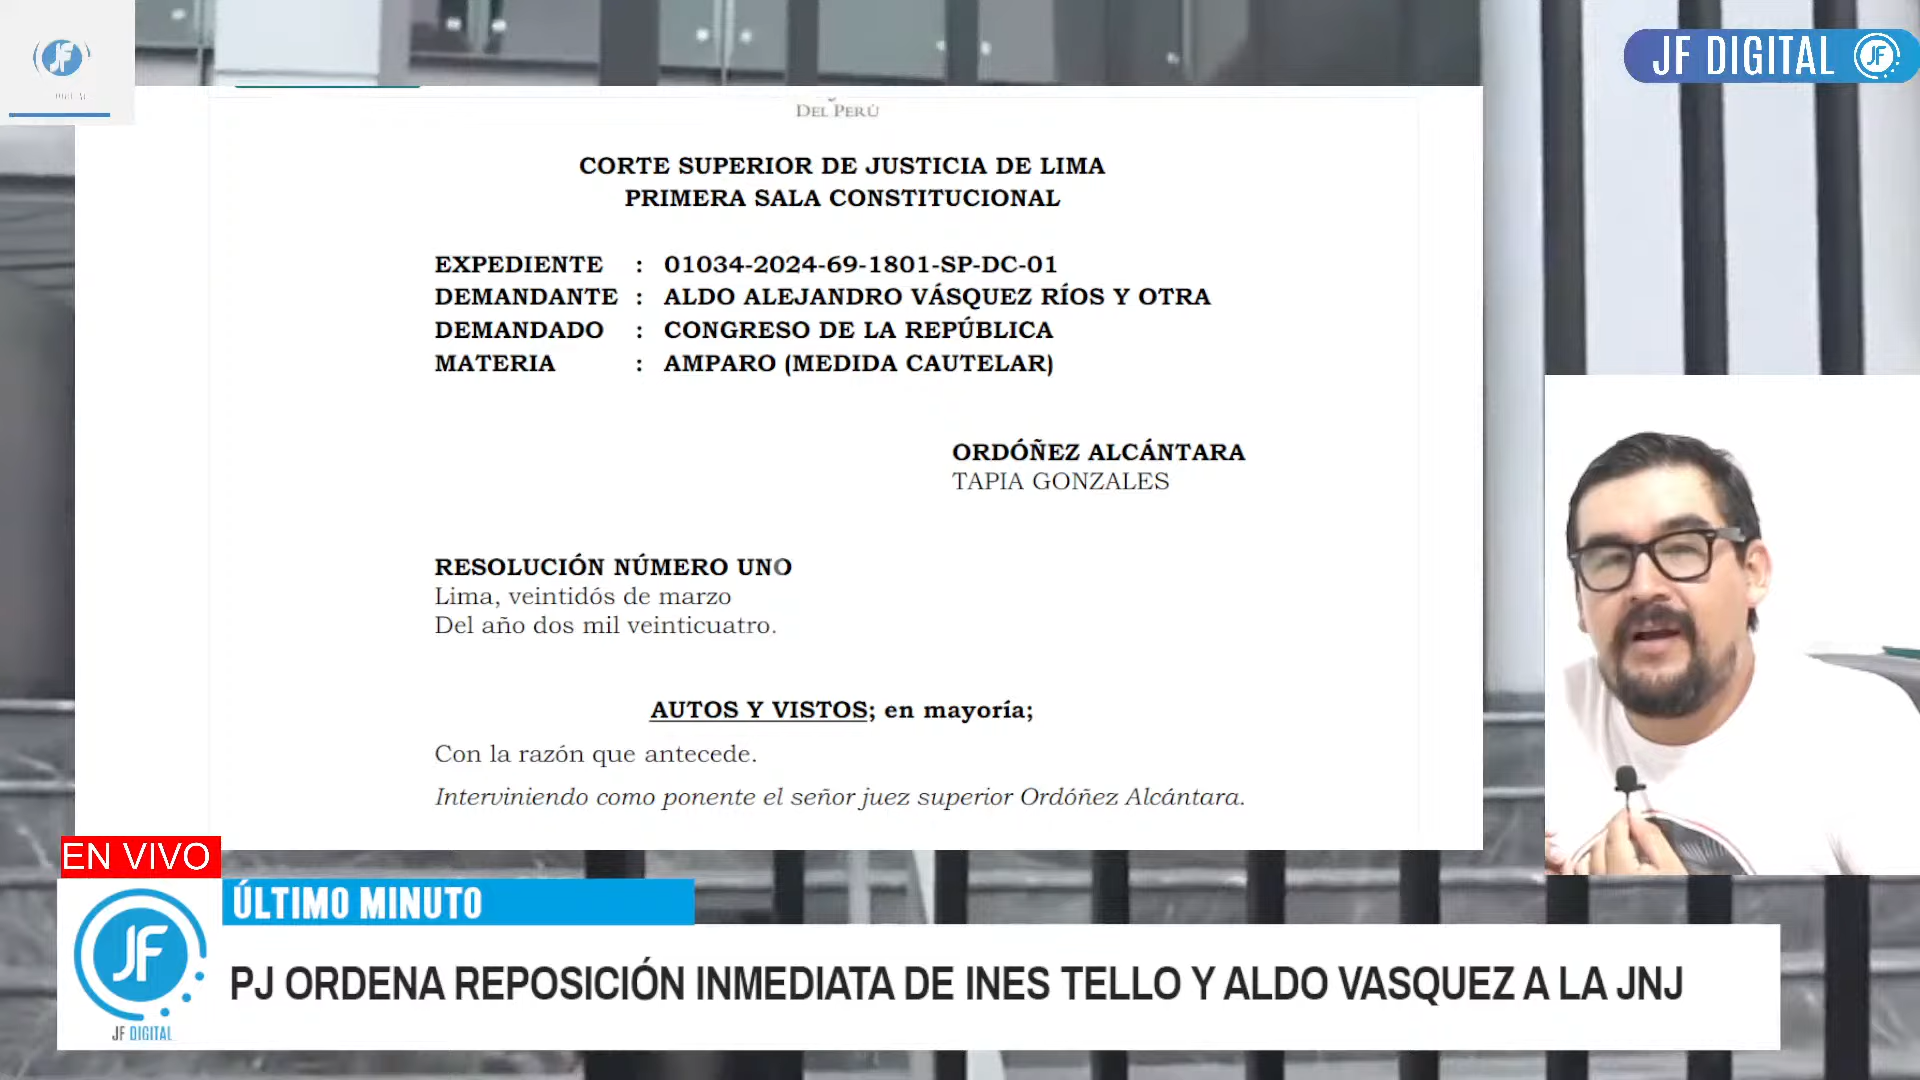 JF
JF DIGITAL
JF
DEL PERÚ
CORTE SUPERIOR DE JUSTICIA DE LIMA
PRIMERA SALA CONSTITUCIONAL
EXPEDIENTE : 01034-2024-69-1801-SP-DC-01
DEMANDANTE : ALDO ALEJANDRO VÁSQUEZ RÍOS Y OTRA
DEMANDADO : CONGRESO DE LA REPÚBLICA
MATERIA : AMPARO (MEDIDA CAUTELAR)
ORDÓÑEZ ALCÁNTARA
TAPIA GONZALES
RESOLUCIÓN NÚMERO UNO
Lima, veintidós de marzo
Del año dos mil veinticuatro.
AUTOS Y VISTOS; en mayoría;
Con la razón que antecede.
Interviniendo como ponente el señor juez superior Ordóñez Alcántara.
EN VIVO
ÚLTIMO MINUTO
JF
JF DIGITAL
PJ ORDENA REPOSICIÓN INMEDIATA DE INES TELLO Y ALDO VASQUEZ A LA JNJ